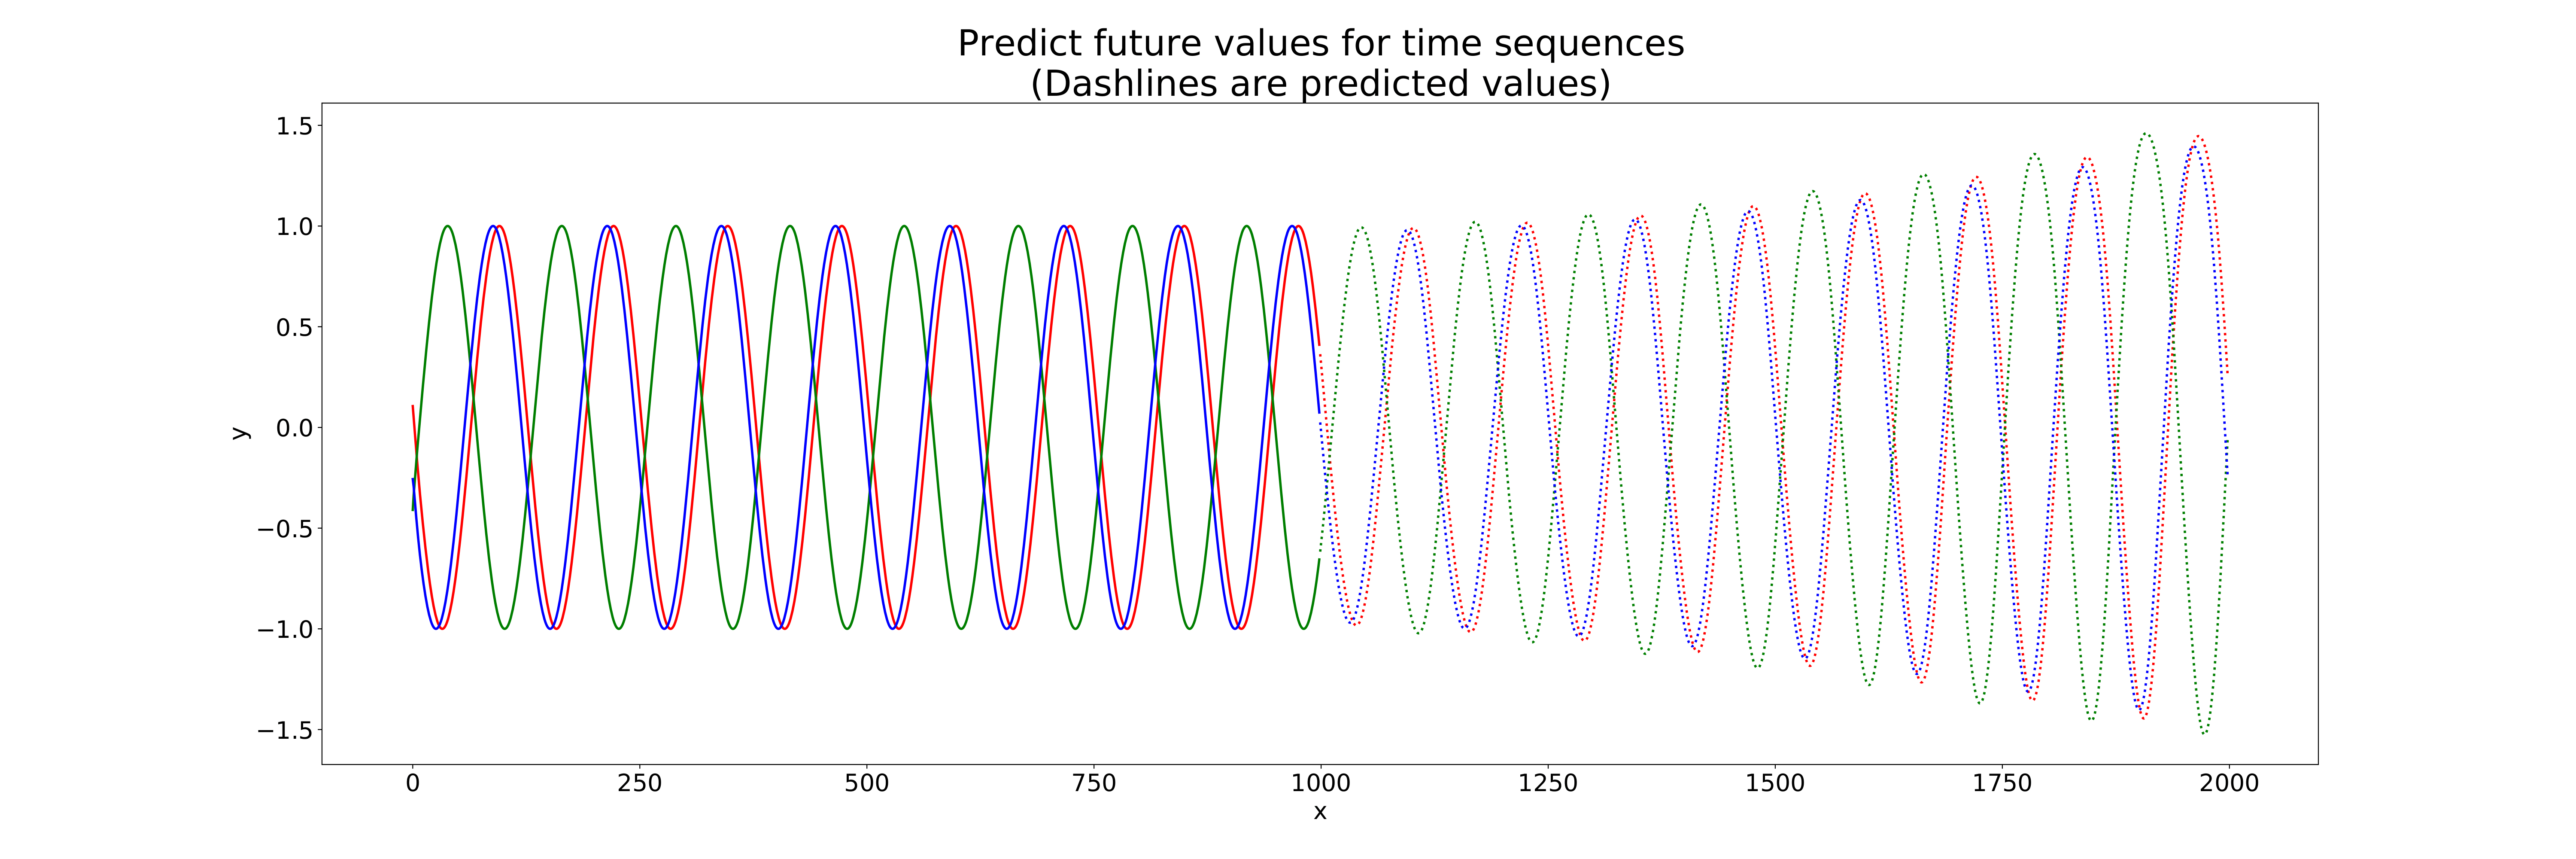 Predict future values for time sequences
(Dashlines are predicted values)
1.5
1.0
0.5
0.0
−0.5
−1.0
−1.5
y
0 250 500 750 1000 1250 1500 1750 2000
x